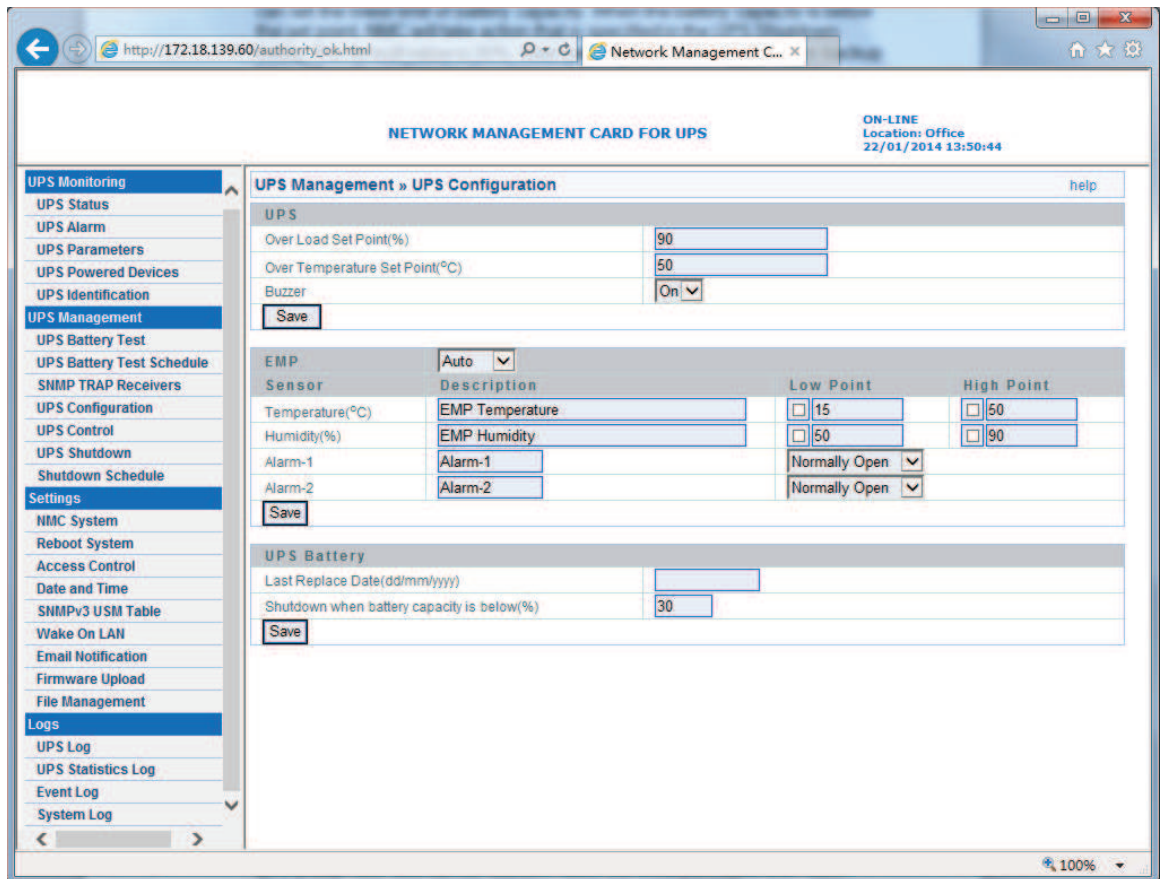 http://172.18.139.60/authority_ok.html
Network Management C...
NETWORK MANAGEMENT CARD FOR UPS
ON-LINE
Location: Office
22/01/2014 13:50:44
UPS Monitoring
UPS Status
UPS Alarm
UPS Parameters
UPS Powered Devices
UPS Identification
UPS Management
UPS Battery Test
UPS Battery Test Schedule
SNMP TRAP Receivers
UPS Configuration
UPS Control
UPS Shutdown
Shutdown Schedule
Settings
NMC System
Reboot System
Access Control
Date and Time
SNMPv3 USM Table
Wake On LAN
Email Notification
Firmware Upload
File Management
Logs
UPS Log
UPS Statistics Log
Event Log
System Log
UPS Management » UPS Configuration help
UPS
Over Load Set Point(%) 90
Over Temperature Set Point(°C) 50
Buzzer On
Save
EMP Auto
Sensor Description Low Point High Point
Temperature(°C) EMP Temperature 15 50
Humidity(%) EMP Humidity 50 90
Alarm-1 Alarm-1 Normally Open
Alarm-2 Alarm-2 Normally Open
Save
UPS Battery
Last Replace Date(dd/mm/yyyy)
Shutdown when battery capacity is below(%) 30
Save
100%